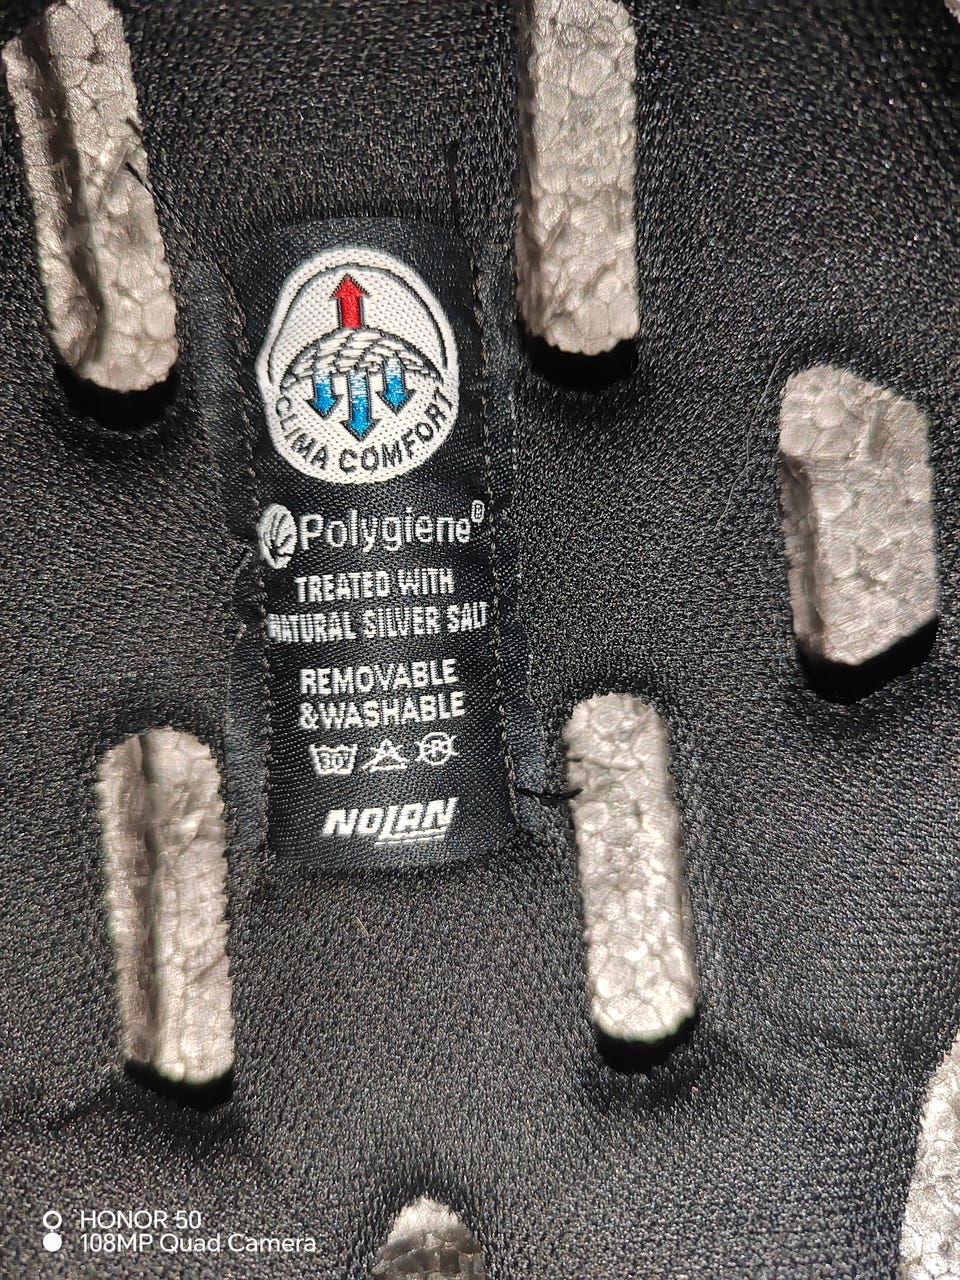 CLIMA COMFORT
Polygiene®
TREATED WITH
NATURAL SILVER SALT
REMOVABLE
&WASHABLE
30
NOLAN
HONOR 50
108MP Quad Camera